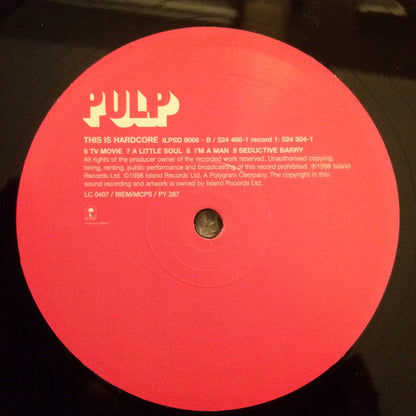 PULP
THIS IS HARDCORE ILPSD 8066 - B / 524 486-1 record 1: 524 504-1
6 TV MOVIE 7 A LITTLE SOUL 8 I'M A MAN 9 SEDUCTIVE BARRY
All rights of the producer owner of the recorded work reserved. Unauthorised copying,
hiring, renting, public performance and broadcasting of this record prohibited. ℗1998 Island
Records Ltd. ©1998 Island Records Ltd. A Polygram Company. The copyright in this
sound recording and artwork is owned by Island Records Ltd.
LC 0407 / BIEM/MCPS / PY 287